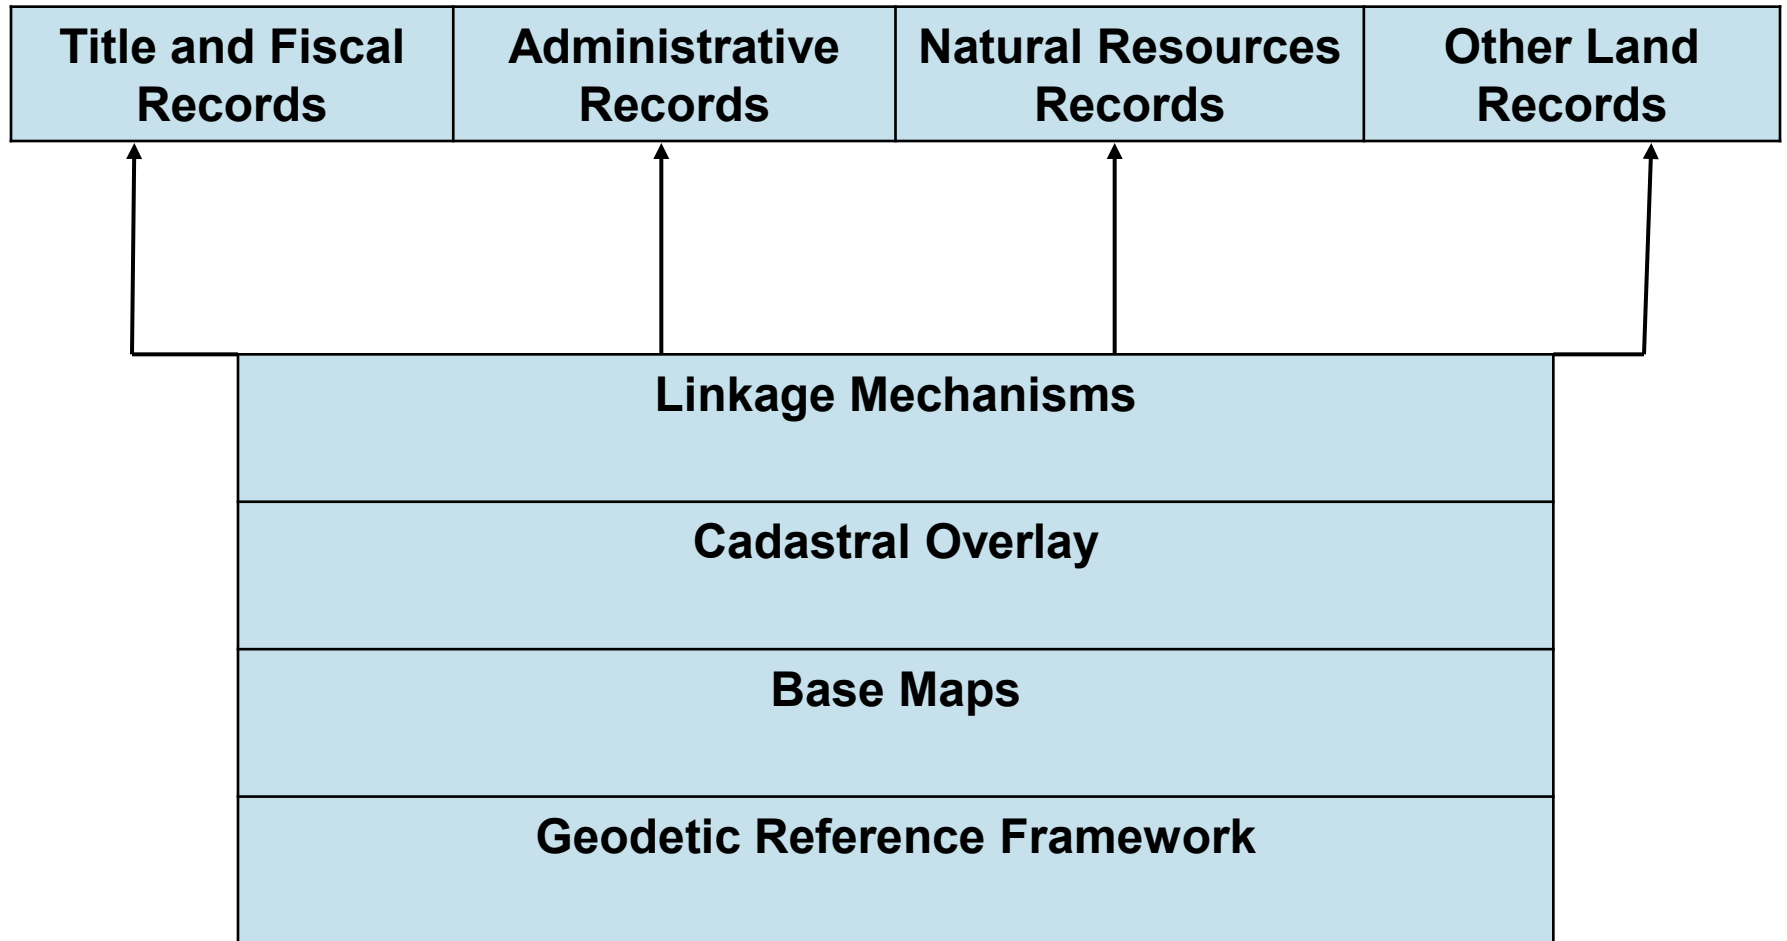 Title and Fiscal
Records
Administrative
Records
Natural Resources
Records
Other Land
Records
Linkage Mechanisms
Cadastral Overlay
Base Maps
Geodetic Reference Framework